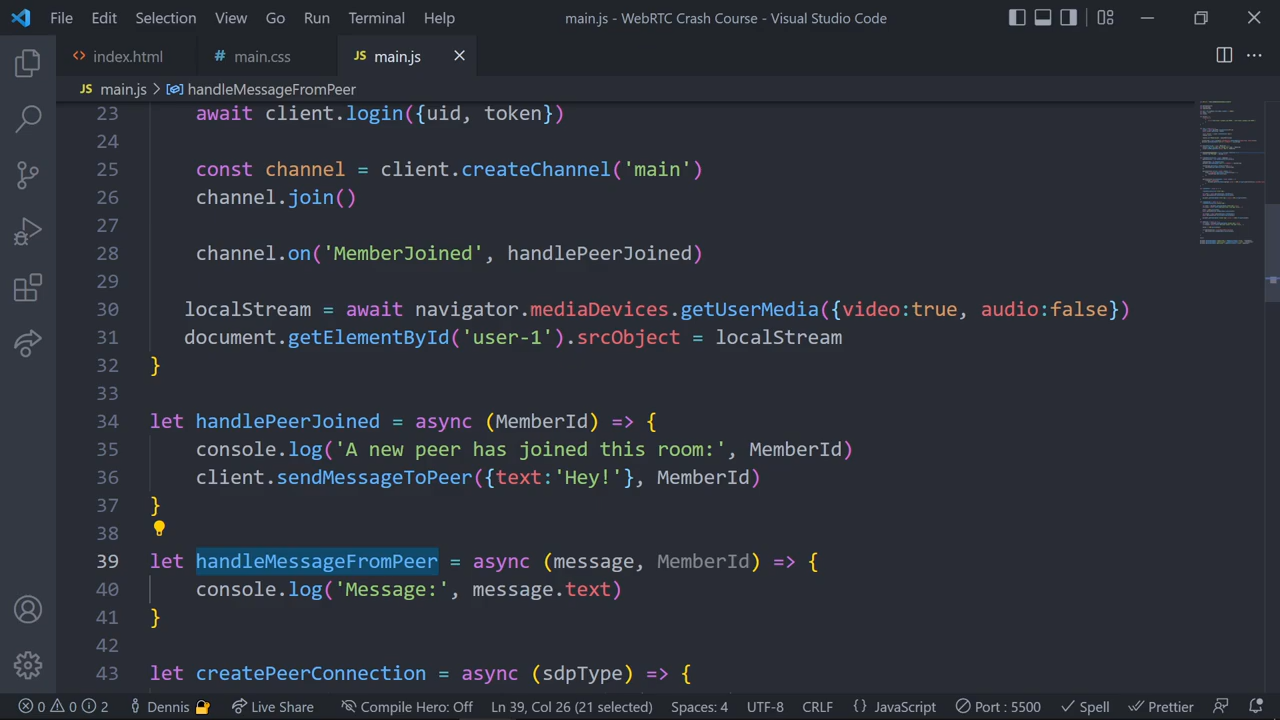 File Edit Selection View Go Run Terminal Help main.js - WebRTC Crash Course - Visual Studio Code
<> index.html # main.css JS main.js
JS main.js > handleMessageFromPeer
23 await client.login({uid, token})
24
25 const channel = client.createChannel('main')
26 channel.join()
27
28 channel.on('MemberJoined', handlePeerJoined)
29
30 localStream = await navigator.mediaDevices.getUserMedia({video:true, audio:false})
31 document.getElementById('user-1').srcObject = localStream
32 }
33
34 let handlePeerJoined = async (MemberId) => {
35 console.log('A new peer has joined this room:', MemberId)
36 client.sendMessageToPeer({text:'Hey!'}, MemberId)
37 }
38
39 let handleMessageFromPeer = async (message, MemberId) => {
40 console.log('Message:', message.text)
41 }
42
43 let createPeerConnection = async (sdpType) => {
0 0 2 Dennis Live Share Compile Hero: Off Ln 39, Col 26 (21 selected) Spaces: 4 UTF-8 CRLF {} JavaScript Port : 5500 Spell Prettier